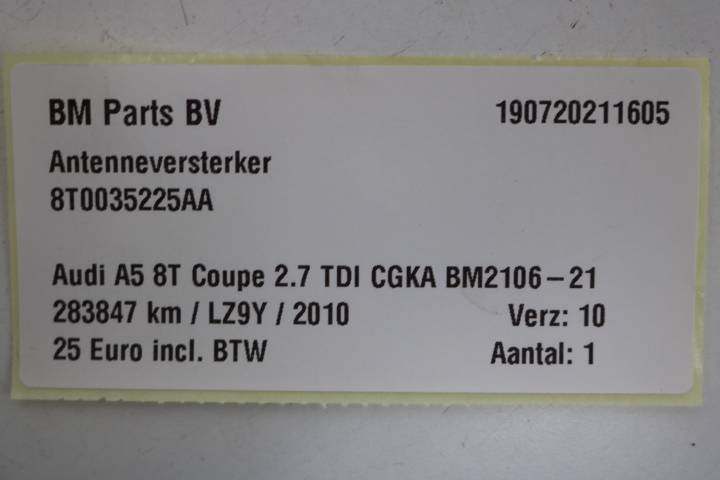 BM Parts BV 190720211605
Antenneversterker
8T0035225AA
Audi A5 8T Coupe 2.7 TDI CGKA BM2106-21
283847 km / LZ9Y / 2010 Verz: 10
25 Euro incl. BTW Aantal: 1